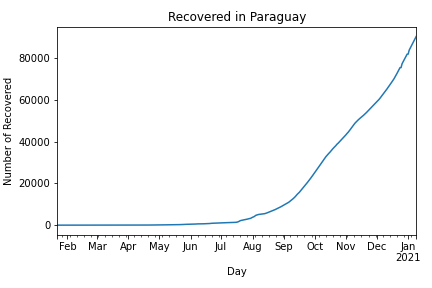 Recovered in Paraguay
Number of Recovered
80000
60000
40000
20000
0
Feb Mar Apr May Jun Jul Aug Sep Oct Nov Dec Jan
2021
Day